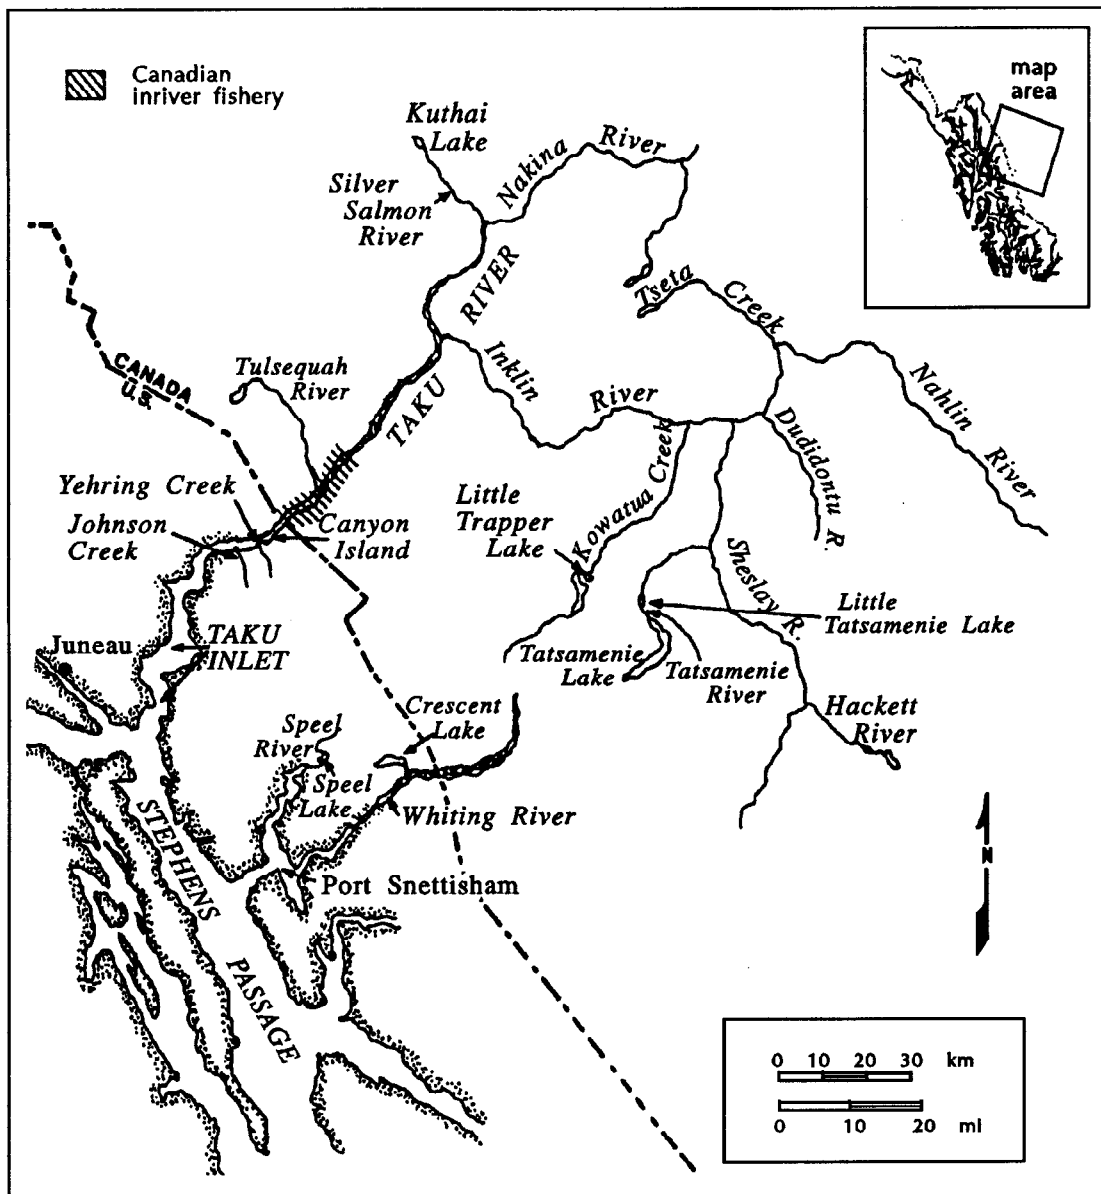 Canadian
inriver fishery
map
area
Kuthai
Lake
Nakina River
Silver
Salmon
River
TAKU RIVER
Tseta Creek
CANADA
U.S.
Tulsequah
River
Inklin River
Nahlin River
Dudidontu R.
Kowatua Creek
Yehring Creek
Johnson
Creek
Canyon
Island
Little
Trapper
Lake
Sheslay R.
Little
Tatsamenie Lake
Juneau
TAKU
INLET
Tatsamenie
Lake
Tatsamenie
River
Hackett
River
Crescent
Lake
Speel
River
Speel
Lake
Whiting River
STEPHENS PASSAGE
Port Snettisham
N
0 10 20 30 km
0 10 20 mi